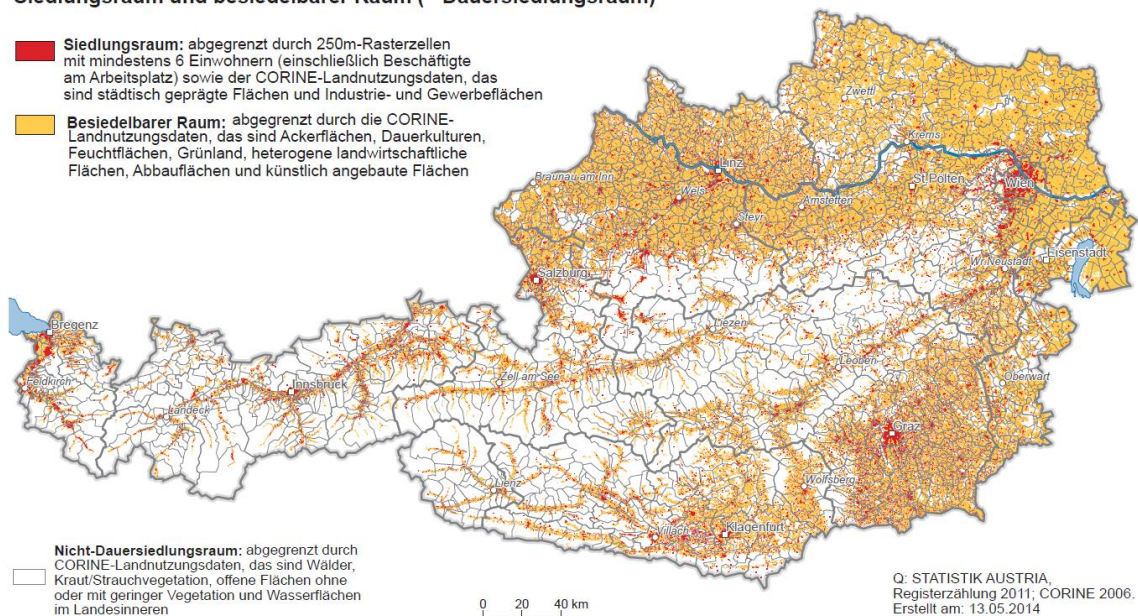 Siedlungsraum und besiedelbarer Raum ( Dauersiedlungsraum)
Siedlungsraum: abgegrenzt durch 250m-Rasterzellen
mit mindestens 6 Einwohnern (einschließlich Beschäftigte
am Arbeitsplatz) sowie der CORINE-Landnutzungsdaten, das
sind städtisch geprägte Flächen und Industrie- und Gewerbeflächen
Besiedelbarer Raum: abgegrenzt durch die CORINE-
Landnutzungsdaten, das sind Ackerflächen, Dauerkulturen,
Feuchtflächen, Grünland, heterogene landwirtschaftliche
Flächen, Abbauflächen und künstlich angebaute Flächen
Zwettl
Krems
Linz
Wien
Braunau am Inn
Wels
St.Pölten
Amstetten
Steyr
Eisenstadt
Wr.Neustadt
Salzburg
Bregenz
Liezen
Leoben
Feldkirch
Innsbruck
Zell am See
Oberwart
Landeck
Graz
Lienz
Wolfsberg
Villach
Klagenfurt
Nicht-Dauersiedlungsraum: abgegrenzt durch
CORINE-Landnutzungsdaten, das sind Wälder,
Kraut/Strauchvegetation, offene Flächen ohne
oder mit geringer Vegetation und Wasserflächen
im Landesinneren
0 20 40 km
Q: STATISTIK AUSTRIA,
Registerzählung 2011; CORINE 2006.
Erstellt am: 13.05.2014